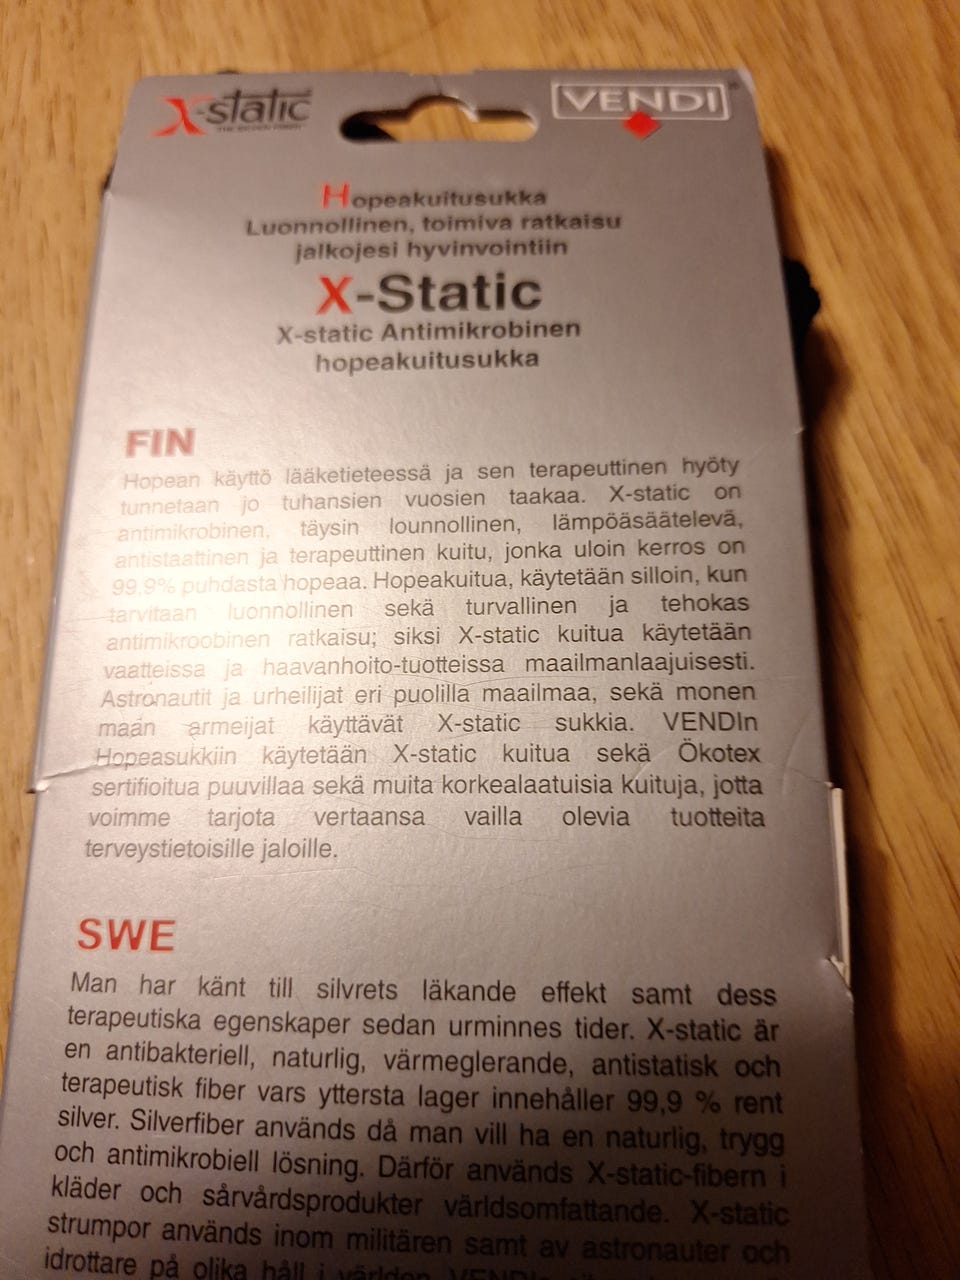 X-static
VENDI
Hopeakuitusukka
Luonnollinen, toimiva ratkaisu
jalkojesi hyvinvointiin
X-Static
X-static Antimikrobinen
hopeakuitusukka
FIN
Hopean käyttö lääketieteessä ja sen terapeuttinen hyöty
tunnetaan jo tuhansien vuosien taakaa. X-static on
antimikrobinen, täysin lounnollinen, lämpöäsäätelevä,
antistaattinen ja terapeuttinen kuitu, jonka uloin kerros on
99.9% puhdasta hopeaa. Hopeakuitua, käytetään silloin, kun
tarvitaan luonnollinen sekä turvallinen ja tehokas
antimikroobinen ratkaisu; siksi X-static kuitua käytetään
vaatteissa ja haavanhoito-tuotteissa maailmanlaajuisesti.
Astronautit ja urheilijat eri puolilla maailmaa, sekä monen
maan armeijat käyttävät X-static sukkia. VENDIn
Hopeasukkiin käytetään X-static kuitua sekä Ökotex
sertifioitua puuvillaa sekä muita korkealaatuisia kuituja, jotta
voimme tarjota vertaansa vailla olevia tuotteita
terveystietoisille jaloille.
SWE
Man har känt till silvrets läkande effekt samt dess
terapeutiska egenskaper sedan urminnes tider. X-static är
en antibakteriell, naturlig, värmeglerande, antistatisk och
terapeutisk fiber vars yttersta lager innehåller 99,9 % rent
silver. Silverfiber används då man vill ha en naturlig, trygg
och antimikrobiell lösning. Därför används X-static-fibern i
kläder och sårvårdsprodukter världsomfattande. X-static
strumpor används inom militären samt av astronauter och
idrottare på olika håll i världen. VENDIs